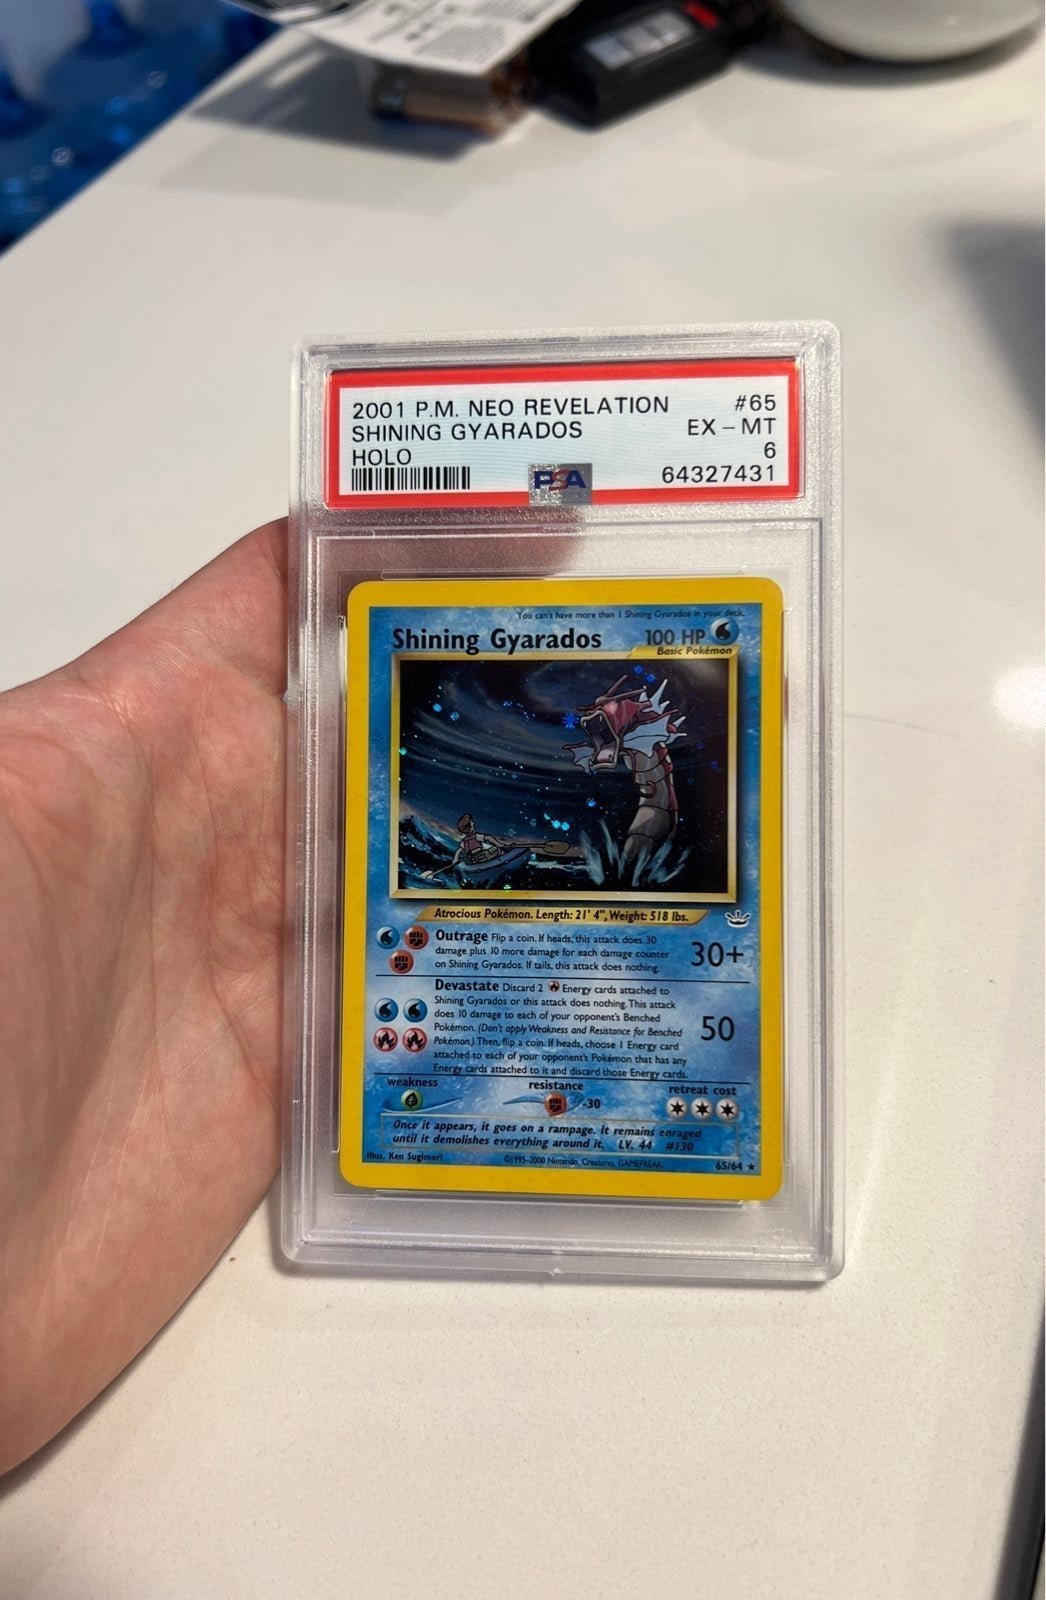 2001 P.M. NEO REVELATION #65
SHINING GYARADOS EX - MT
HOLO 6
PSA 64327431
You can't have more than 1 Shining Gyarados in your deck.
Shining Gyarados 100 HP
Basic Pokémon
Atrocious Pokémon. Length: 21' 4", Weight: 518 lbs.
Outrage Flip a coin. If heads, this attack does 30
damage plus 10 more damage for each damage counter
on Shining Gyarados. If tails, this attack does nothing.
30+
Devastate Discard 2 Energy cards attached to
Shining Gyarados or this attack does nothing. This attack
does 10 damage to each of your opponent's Benched
Pokémon. (Don't apply Weakness and Resistance for Benched
Pokémon.) Then, flip a coin. If heads, choose 1 Energy card
attached to each of your opponent's Pokémon that has any
Energy cards attached to it and discard those Energy cards.
50
weakness resistance retreat cost
-30
Once it appears, it goes on a rampage. It remains enraged
until it demolishes everything around it. LV. 44 #130
Illus. Ken Sugimori ©1995-2000 Nintendo, Creatures, GAMEFREAK. 65/64 ★